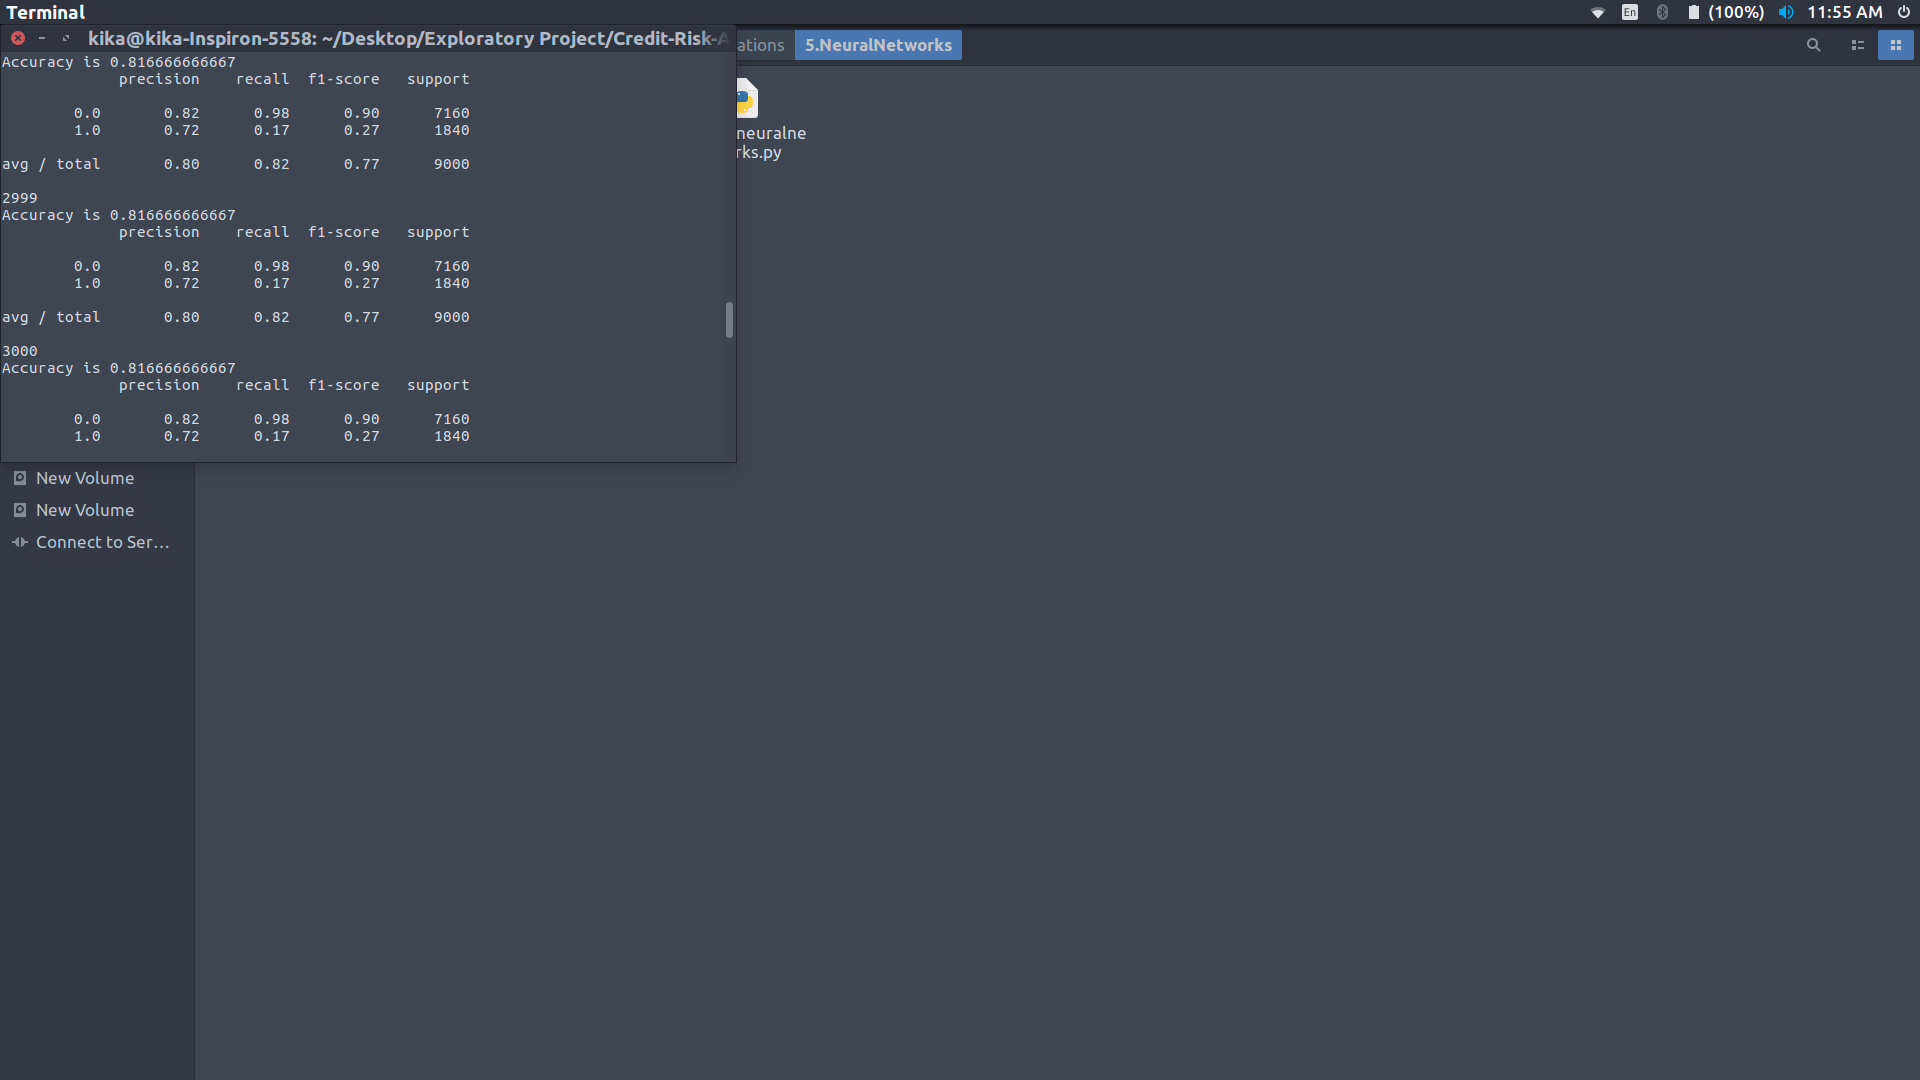 Terminal
En
(100%)
11:55 AM
kika@kika-Inspiron-5558: ~/Desktop/Exploratory Project/Credit-Risk-A
ations
5.NeuralNetworks
Accuracy is 0.816666666667
precision recall f1-score support
0.0 0.82 0.98 0.90 7160
1.0 0.72 0.17 0.27 1840
avg / total 0.80 0.82 0.77 9000
2999
Accuracy is 0.816666666667
precision recall f1-score support
0.0 0.82 0.98 0.90 7160
1.0 0.72 0.17 0.27 1840
avg / total 0.80 0.82 0.77 9000
3000
Accuracy is 0.816666666667
precision recall f1-score support
0.0 0.82 0.98 0.90 7160
1.0 0.72 0.17 0.27 1840
neuralne
rks.py
New Volume
New Volume
Connect to Ser…